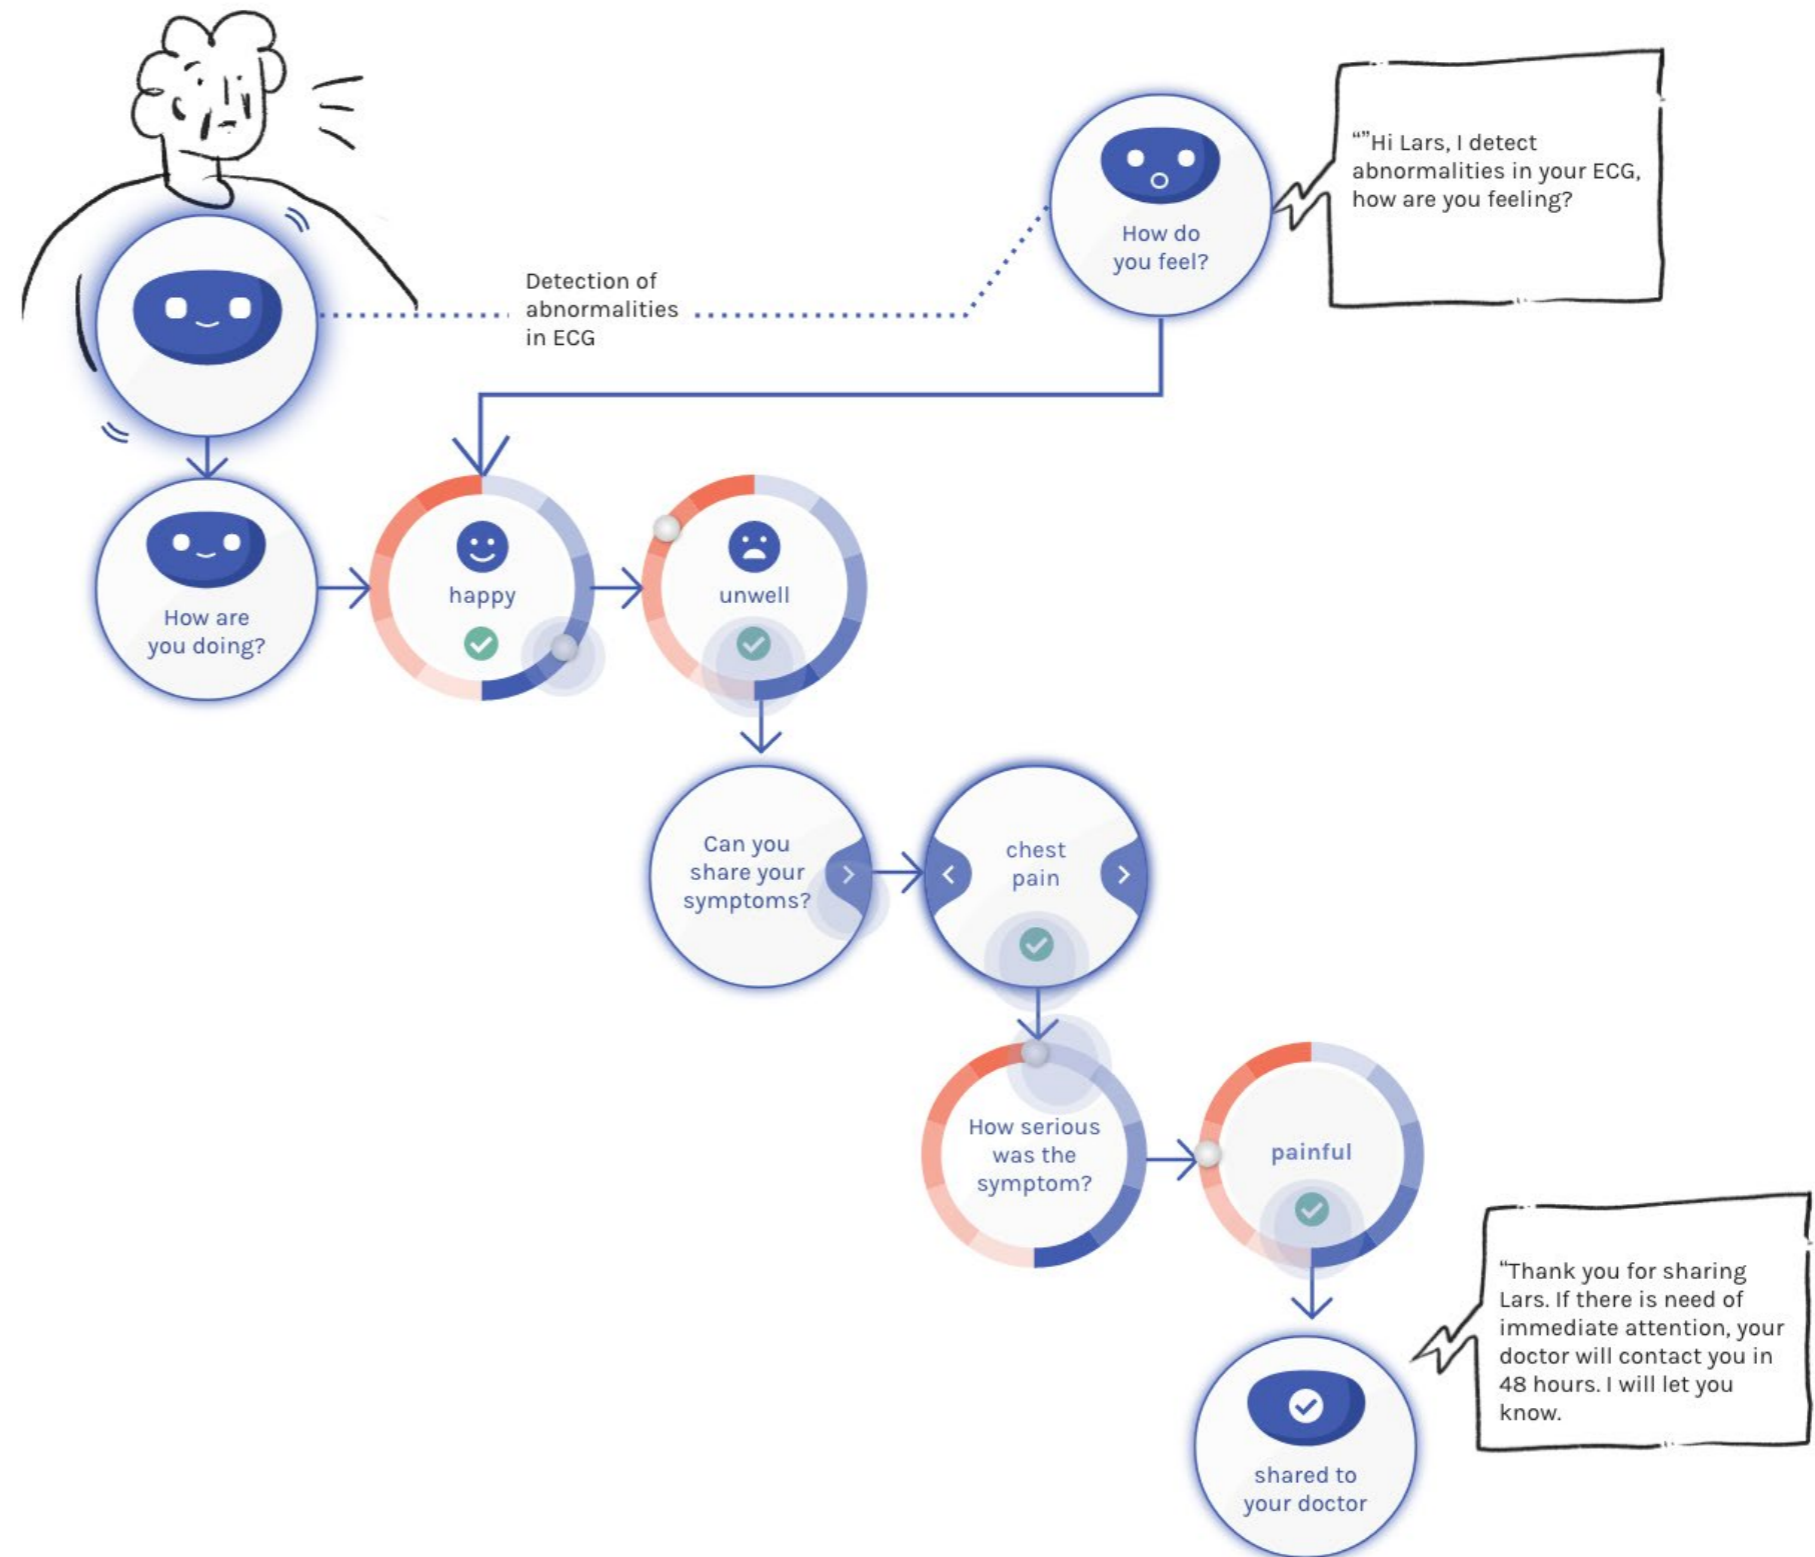 “”Hi Lars, I detect
abnormalities in your ECG,
how are you feeling?
How do
you feel?
Detection of
abnormalities
in ECG
How are
you doing?
happy
unwell
Can you
share your
symptoms?
chest
pain
How serious
was the
symptom?
painful
“Thank you for sharing
Lars. If there is need of
immediate attention, your
doctor will contact you in
48 hours. I will let you
know.
shared to
your doctor